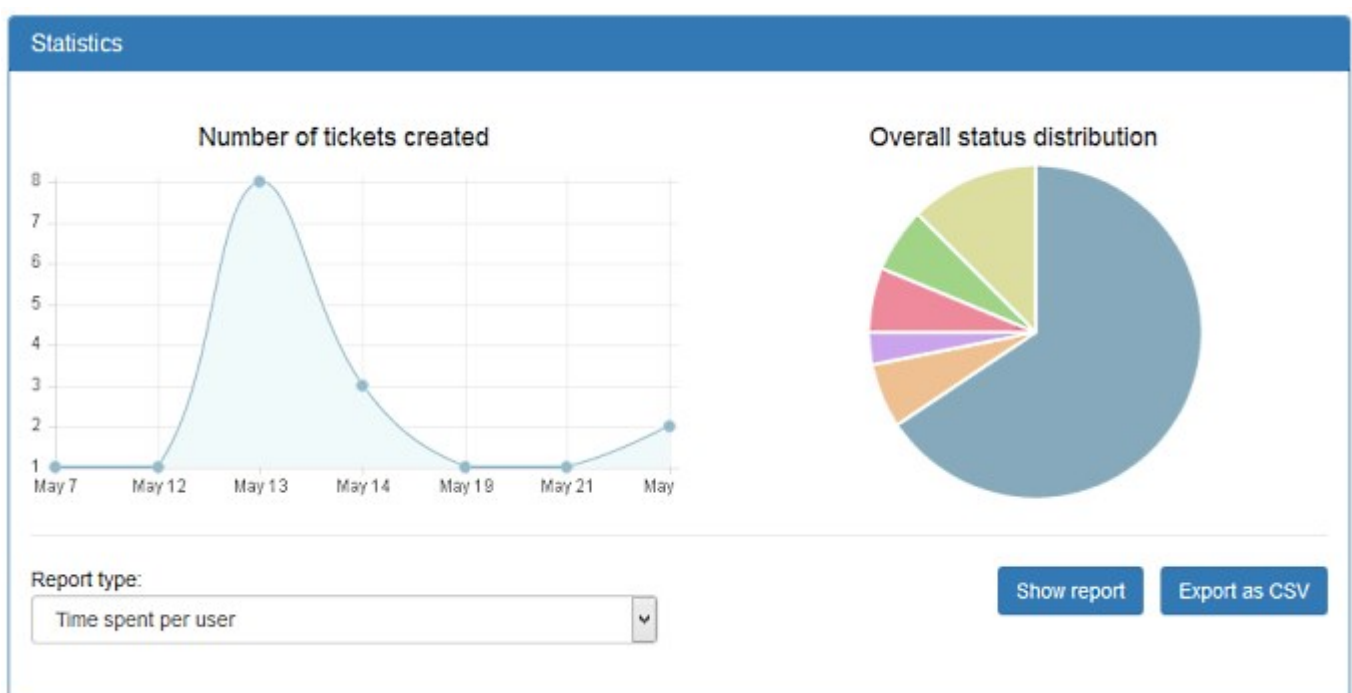 Statistics
Number of tickets created
Overall status distribution
8
7
6
5
4
3
2
1
May 7 May 12 May 13 May 14 May 19 May 21 May
Report type:
Time spent per user
Show report
Export as CSV